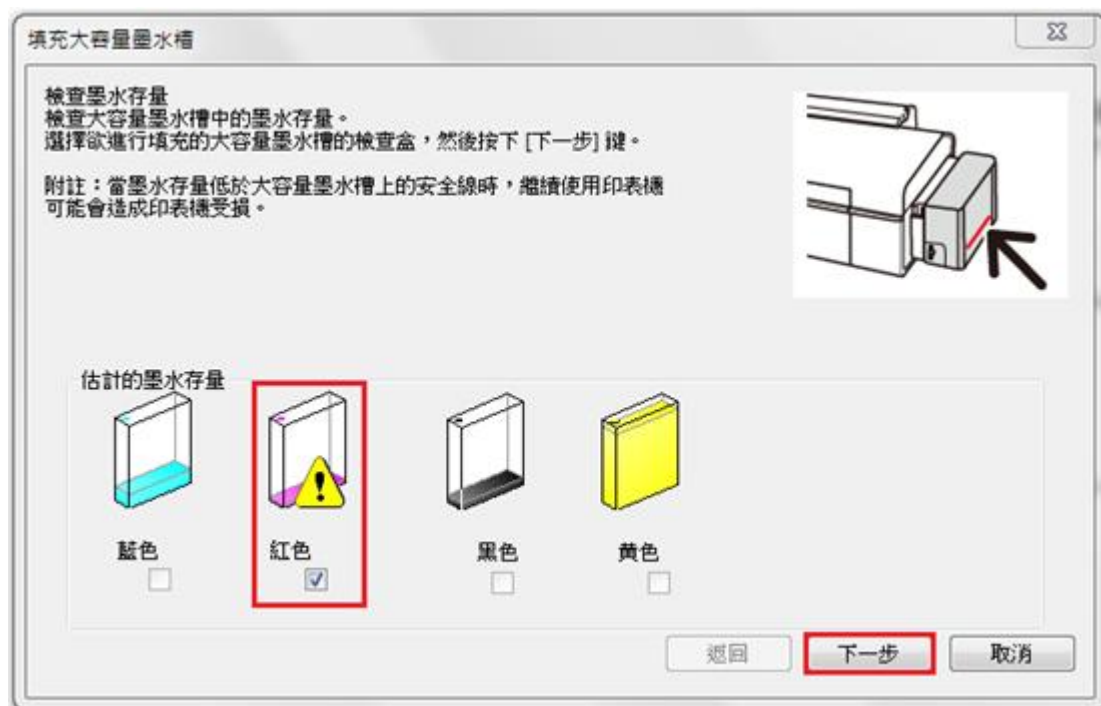 填充大容量墨水槽
檢查墨水存量
檢查大容量墨水槽中的墨水存量。
選擇欲進行填充的大容量墨水槽的檢查盒，然後按下 [下一步] 鍵。
附註：當墨水存量低於大容量墨水槽上的安全線時，繼續使用印表機
可能會造成印表機受損。
估計的墨水存量
藍色
紅色
黑色
黃色
返回
下一步
取消